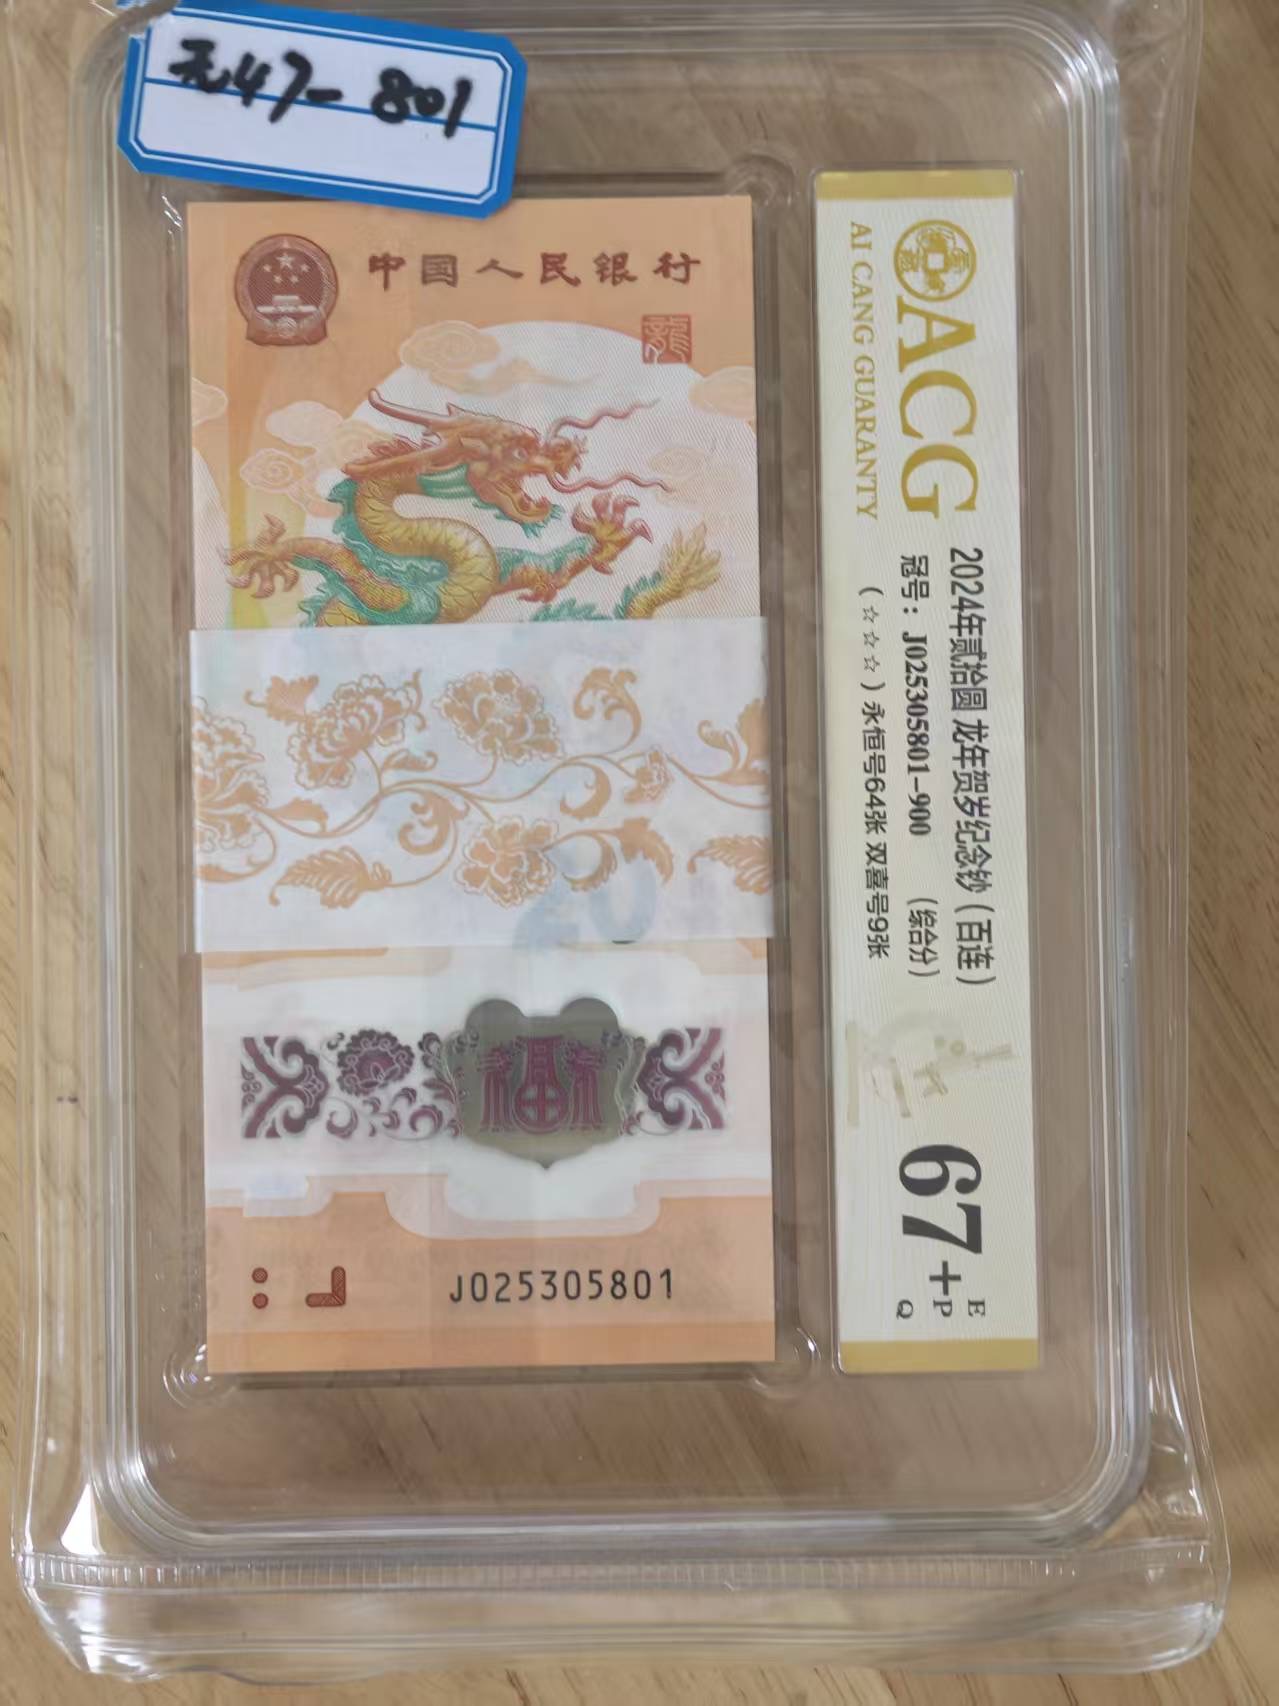 无47-801
中国人民银行
龍
20
J025305801
ACG
AI CANG GUARANTY
2024年贰拾圆 龙年贺岁纪念钞（百连）
冠号：J025305801-900 （综合分）
（☆☆☆）永恒号64张 双喜号9张
67+
E
P
Q